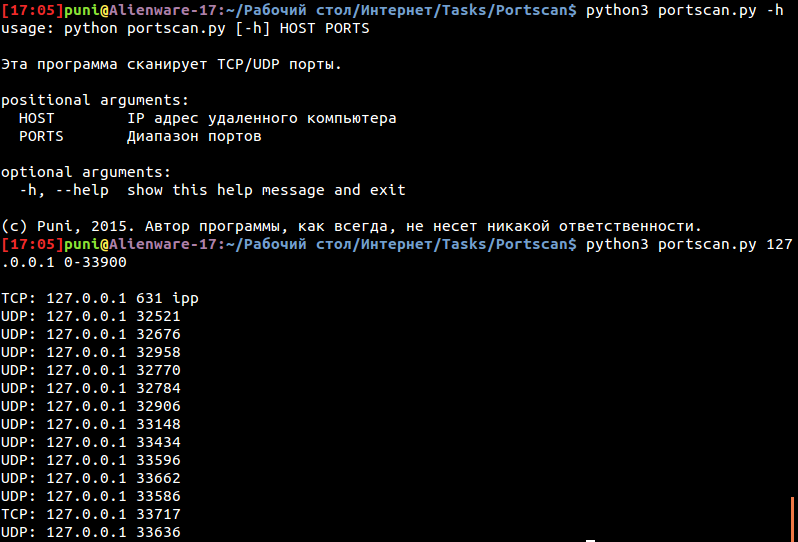 [17:05]puni@Alienware-17:~/Рабочий стол/Интернет/Tasks/Portscan$ python3 portscan.py -h
usage: python portscan.py [-h] HOST PORTS
Эта программа сканирует TCP/UDP порты.
positional arguments:
HOST IP адрес удаленного компьютера
PORTS Диапазон портов
optional arguments:
-h, --help show this help message and exit
(c) Puni, 2015. Автор программы, как всегда, не несет никакой ответственности.
[17:05]puni@Alienware-17:~/Рабочий стол/Интернет/Tasks/Portscan$ python3 portscan.py 127
.0.0.1 0-33900
TCP: 127.0.0.1 631 ipp
UDP: 127.0.0.1 32521
UDP: 127.0.0.1 32676
UDP: 127.0.0.1 32958
UDP: 127.0.0.1 32770
UDP: 127.0.0.1 32784
UDP: 127.0.0.1 32906
UDP: 127.0.0.1 33148
UDP: 127.0.0.1 33434
UDP: 127.0.0.1 33596
UDP: 127.0.0.1 33662
UDP: 127.0.0.1 33586
TCP: 127.0.0.1 33717
UDP: 127.0.0.1 33636